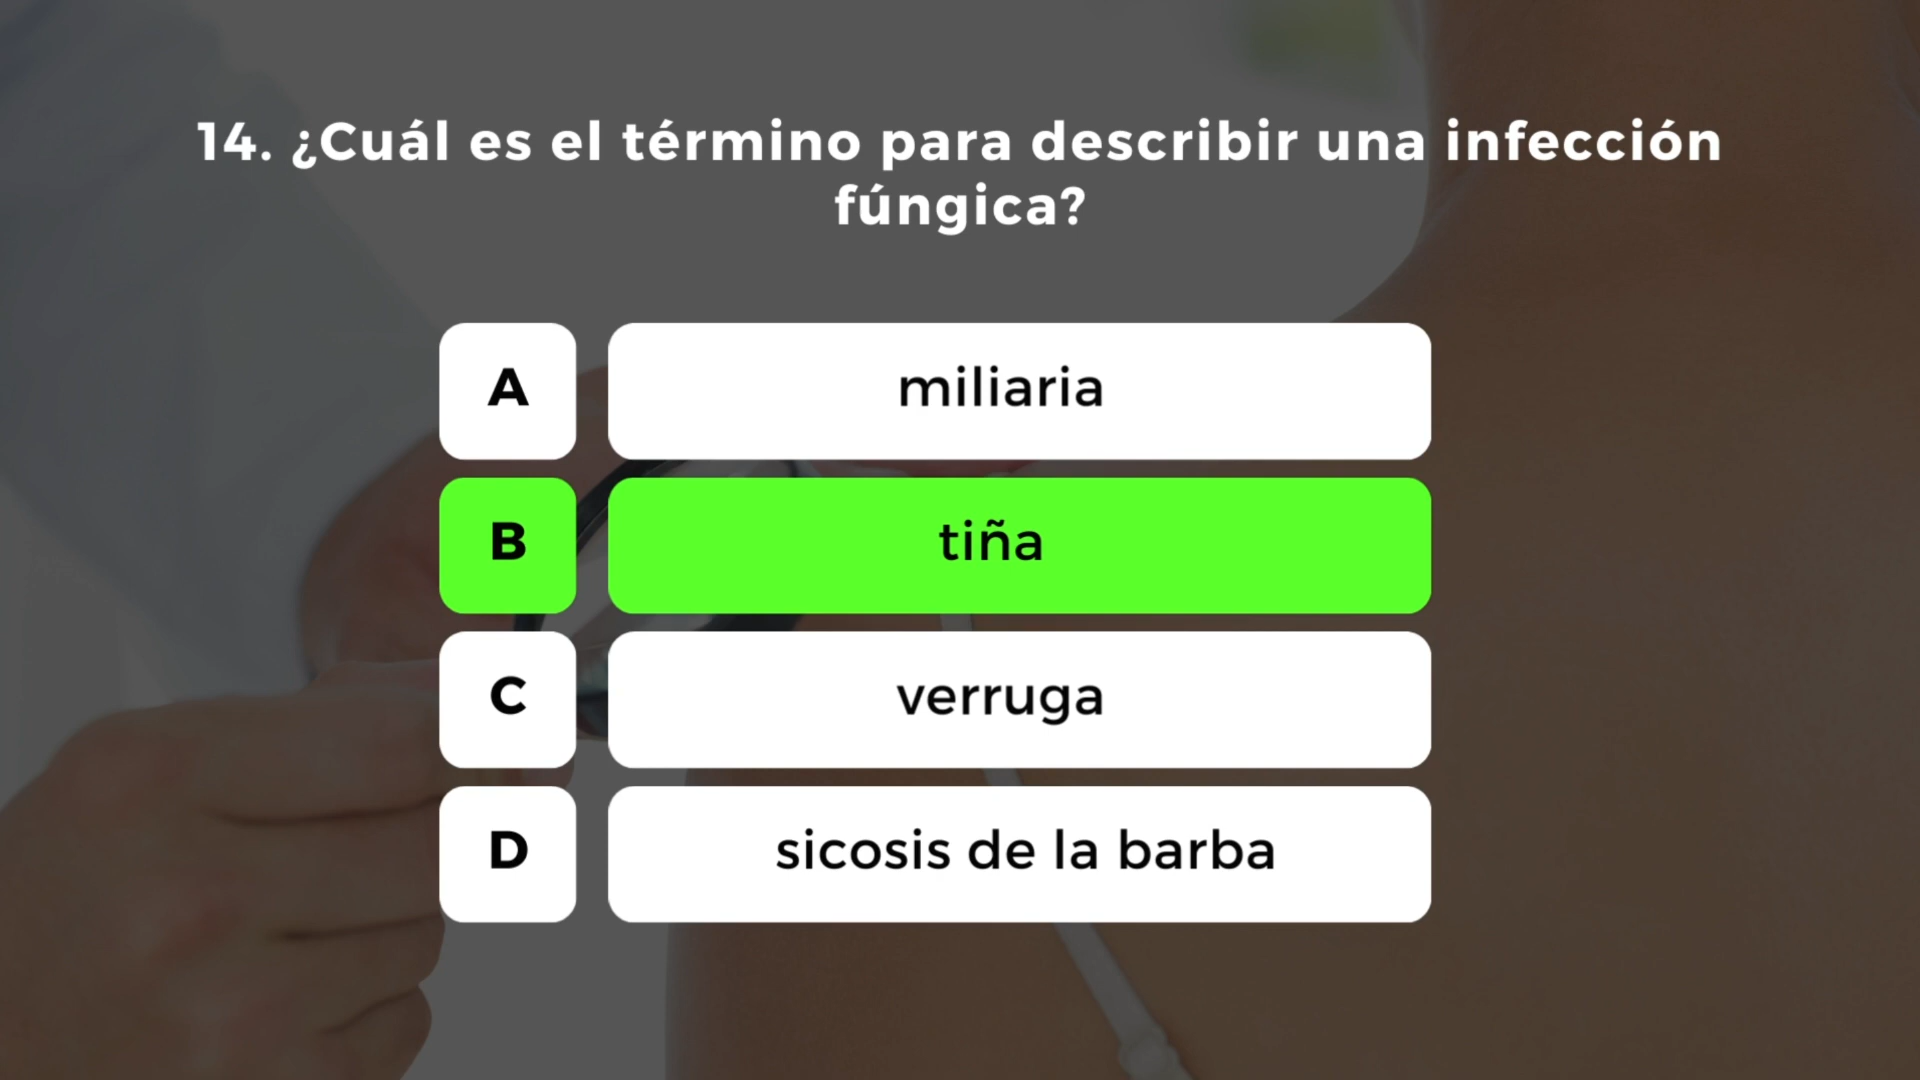 14. ¿Cuál es el término para describir una infección
fúngica?
A miliaria
B tiña
C verruga
D sicosis de la barba